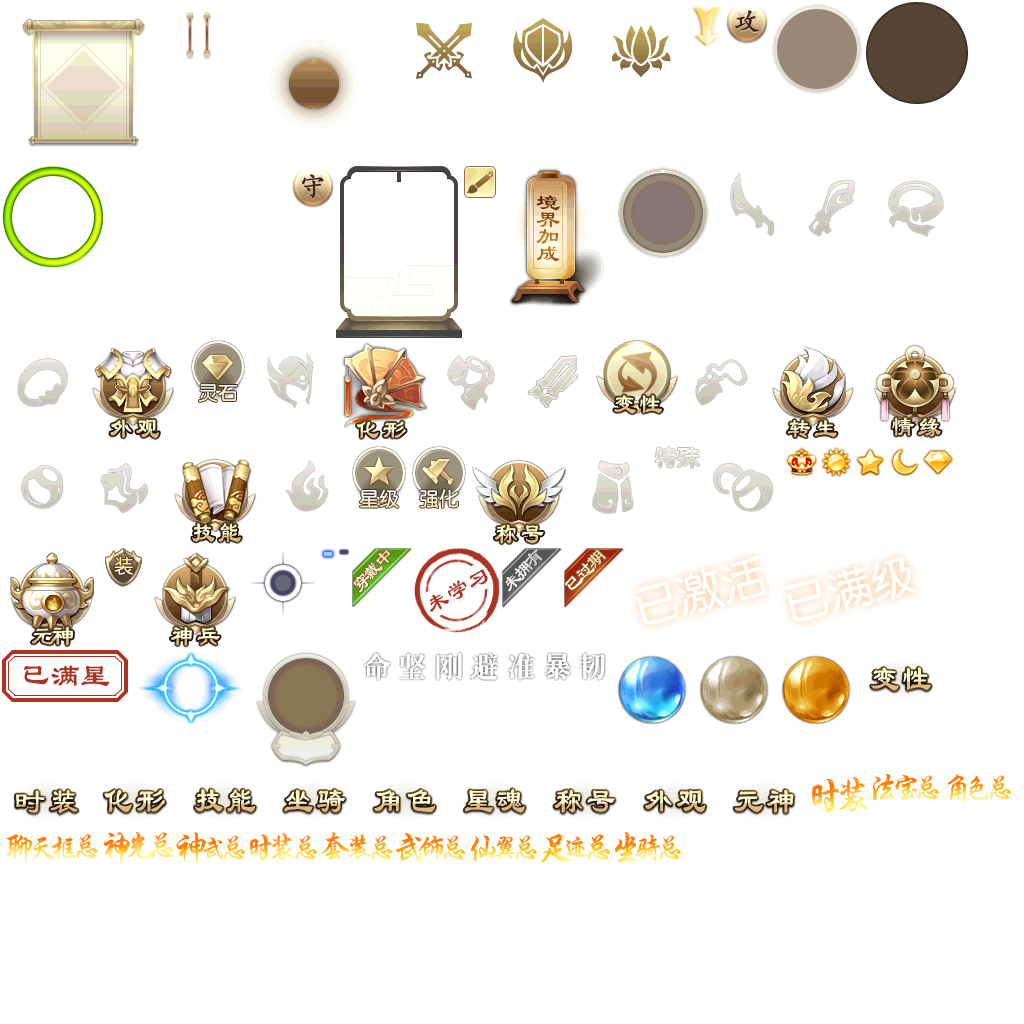 攻
守
境界加成
外观
灵石
化形
变性
转生
情缘
技能
星级
强化
称号
特殊
元神
装
神兵
穿戴中
未学习
未拥有
已过期
已激活
已满级
已满星
命坚刚避准暴韧
变性
时装
化形
技能
坐骑
角色
星魂
称号
外观
元神
时装
法宝总
角色总
聊天框总
神光总
神武总
时装总
套装总
武饰总
仙翼总
足迹总
坐骑总